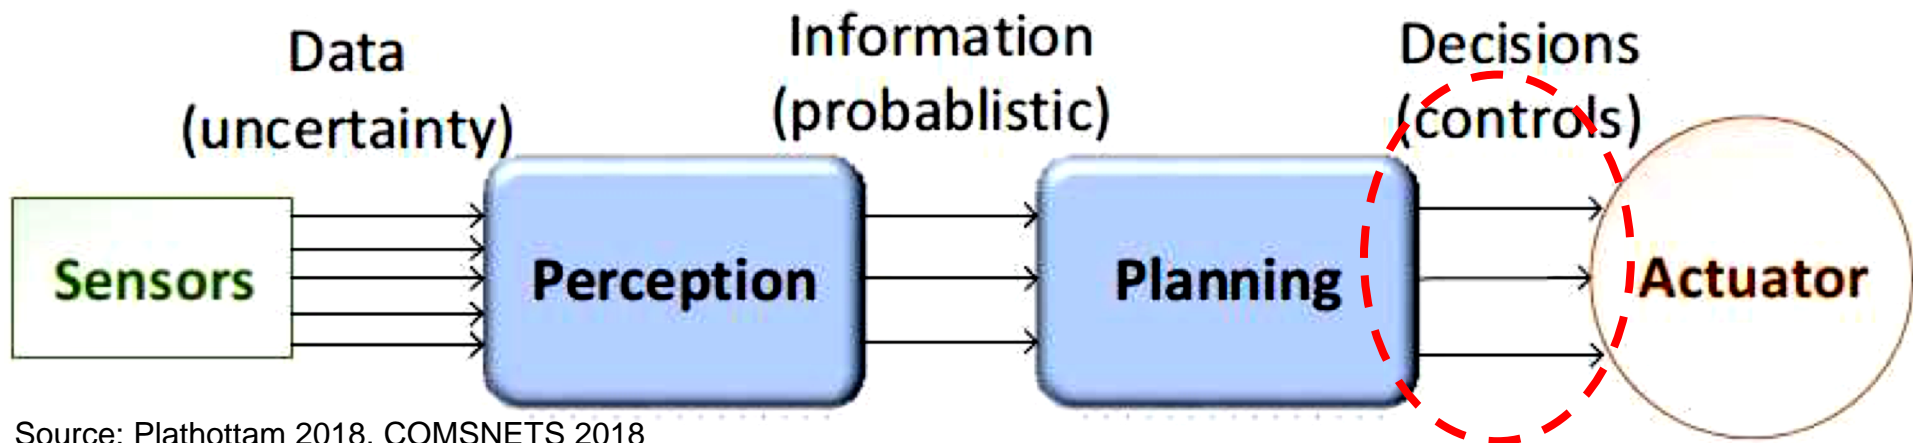 Data
(uncertainty)
Information
(probablistic)
Decisions
(controls)
Sensors
Perception
Planning
Actuator
Source: Plathottam 2018, COMSNETS 2018